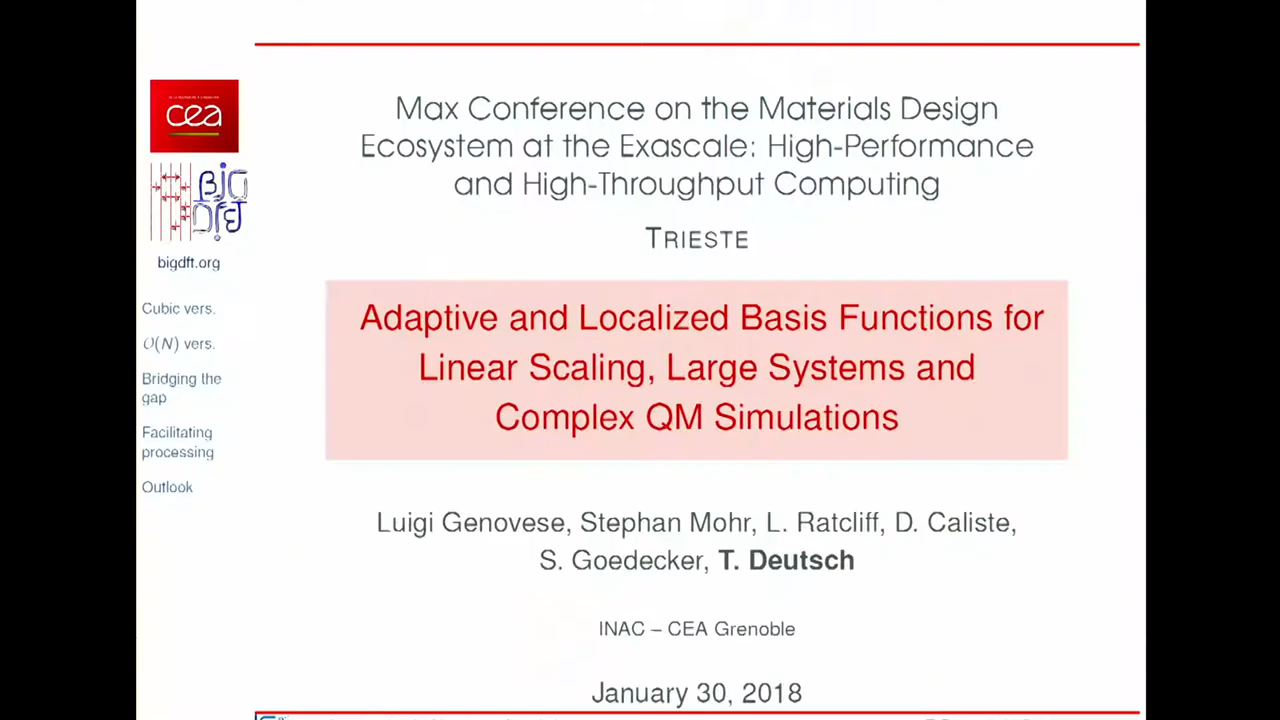 Max Conference on the Materials Design
Ecosystem at the Exascale: High-Performance
and High-Throughput Computing
TRIESTE
cea
BigDFT
bigdft.org
Cubic vers.
O(N) vers.
Bridging the
gap
Facilitating
processing
Outlook
Adaptive and Localized Basis Functions for
Linear Scaling, Large Systems and
Complex QM Simulations
Luigi Genovese, Stephan Mohr, L. Ratcliff, D. Caliste,
S. Goedecker, T. Deutsch
INAC – CEA Grenoble
January 30, 2018